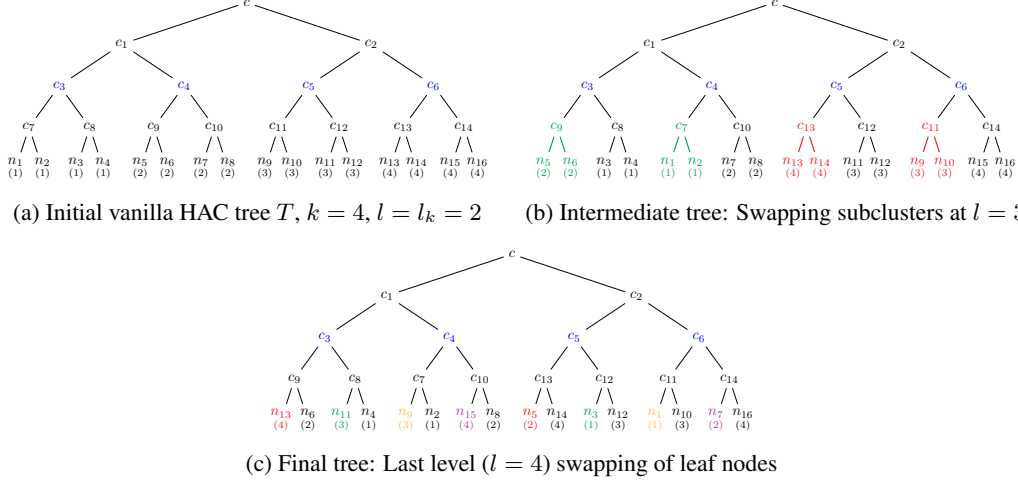 c c
c₁ c₂ c₁ c₂
c₃ c₄ c₅ c₆ c₃ c₄ c₅ c₆
c₇ c₈ c₉ c₁₀ c₁₁ c₁₂ c₁₃ c₁₄ c₉ c₈ c₇ c₁₀ c₁₃ c₁₂ c₁₁ c₁₄
n₁ n₂ n₃ n₄ n₅ n₆ n₇ n₈ n₉ n₁₀ n₁₁ n₁₂ n₁₃ n₁₄ n₁₅ n₁₆ n₅ n₆ n₃ n₄ n₁ n₂ n₇ n₈ n₁₃ n₁₄ n₁₁ n₁₂ n₉ n₁₀ n₁₅ n₁₆
(1) (1) (1) (1) (2) (2) (2) (2) (3) (3) (3) (3) (4) (4) (4) (4) (2) (2) (1) (1) (1) (1) (2) (2) (4) (4) (3) (3) (3) (3) (4) (4)
(a) Initial vanilla HAC tree T, k = 4, l = lₖ = 2 (b) Intermediate tree: Swapping subclusters at l = 3
c
c₁ c₂
c₃ c₄ c₅ c₆
c₉ c₈ c₇ c₁₀ c₁₃ c₁₂ c₁₁ c₁₄
n₁₃ n₆ n₁₁ n₄ n₉ n₂ n₁₅ n₈ n₅ n₁₄ n₃ n₁₂ n₁ n₁₀ n₇ n₁₆
(4) (2) (3) (1) (3) (1) (4) (2) (2) (4) (1) (3) (1) (3) (2) (4)
(c) Final tree: Last level (l = 4) swapping of leaf nodes